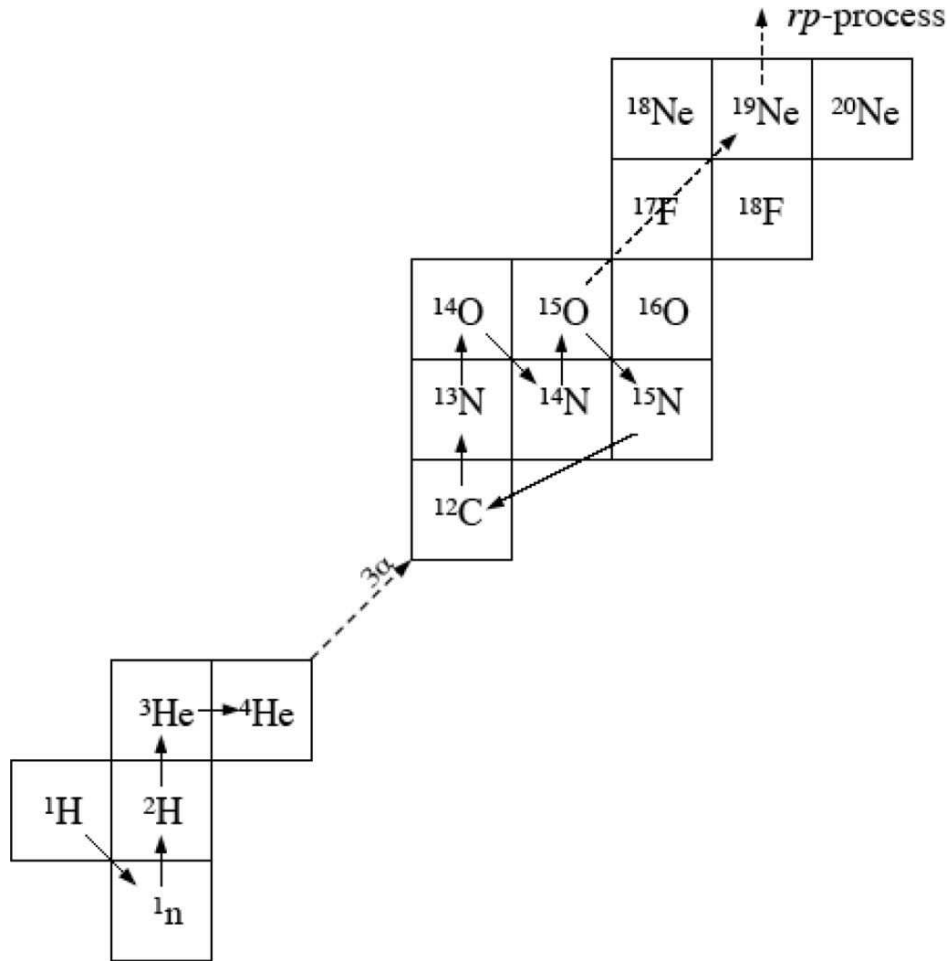 rp-process
¹⁸Ne ¹⁹Ne ²⁰Ne
¹⁷F ¹⁸F
¹⁴O ¹⁵O ¹⁶O
¹³N ¹⁴N ¹⁵N
¹²C
3α
³He ⁴He
¹H ²H
¹n